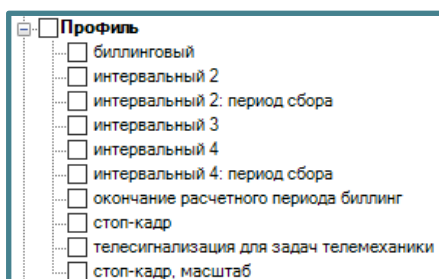 Профиль
биллинговый
интервальный 2
интервальный 2: период сбора
интервальный 3
интервальный 4
интервальный 4: период сбора
окончание расчетного периода биллинг
стоп-кадр
телесигнализация для задач телемеханики
стоп-кадр, масштаб